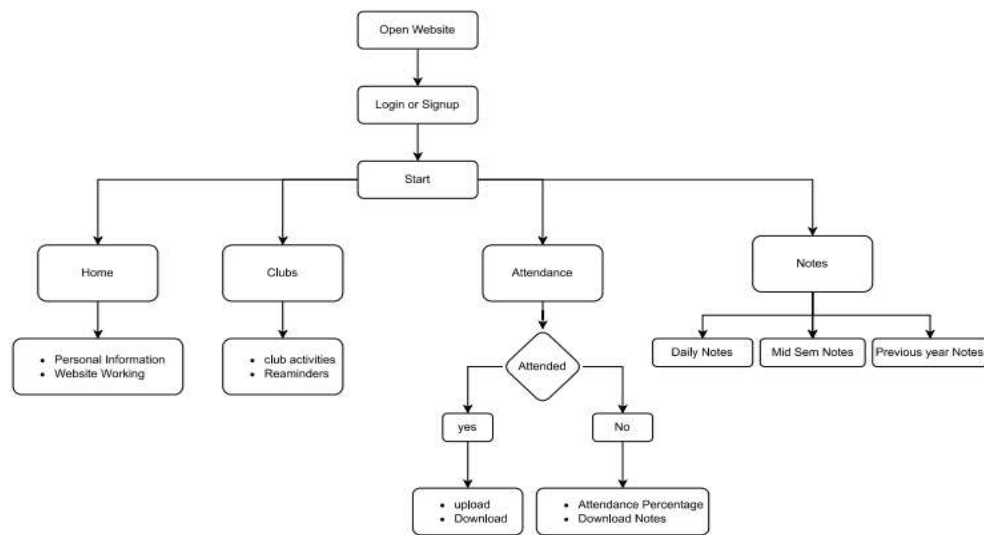 Open Website
Login or Signup
Start
Home
Clubs
Attendance
Notes
Personal Information
Website Working
club activities
Reaminders
Attended
Daily Notes
Mid Sem Notes
Previous year Notes
yes
No
upload
Download
Attendance Percentage
Download Notes